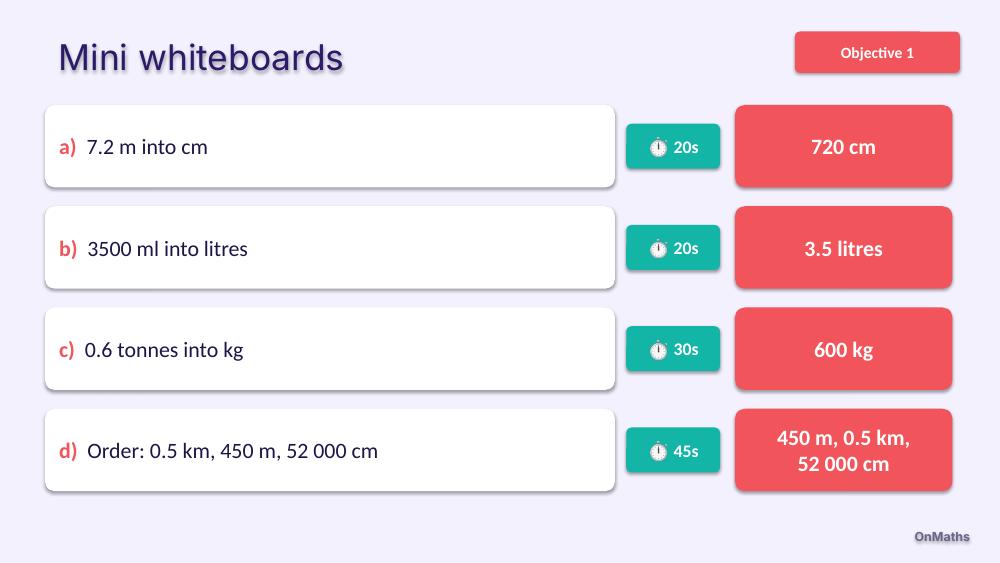 Mini whiteboards
Objective 1
a) 7.2 m into cm
20s
720 cm
b) 3500 ml into litres
20s
3.5 litres
c) 0.6 tonnes into kg
30s
600 kg
d) Order: 0.5 km, 450 m, 52 000 cm
45s
450 m, 0.5 km,
52 000 cm
OnMaths